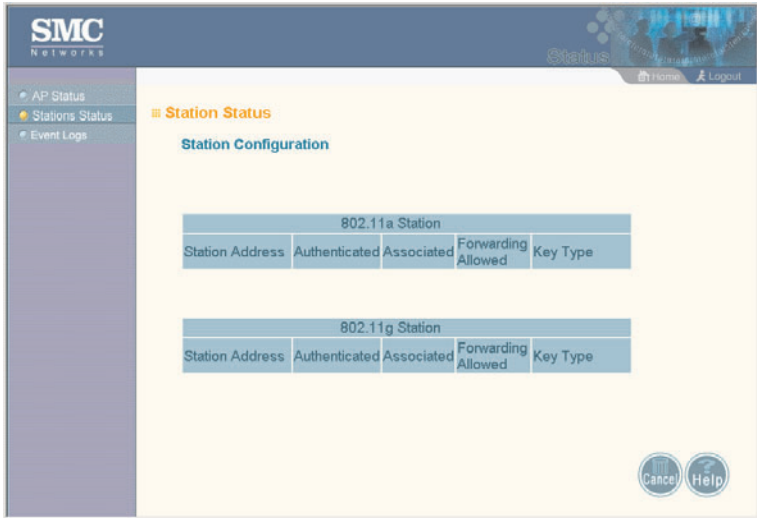 SMC
Networks
Status
Home Logout
AP Status
Stations Status
Event Logs
Station Status
Station Configuration
802.11a Station
Station Address Authenticated Associated Forwarding Allowed Key Type
802.11g Station
Station Address Authenticated Associated Forwarding Allowed Key Type
Cancel Help